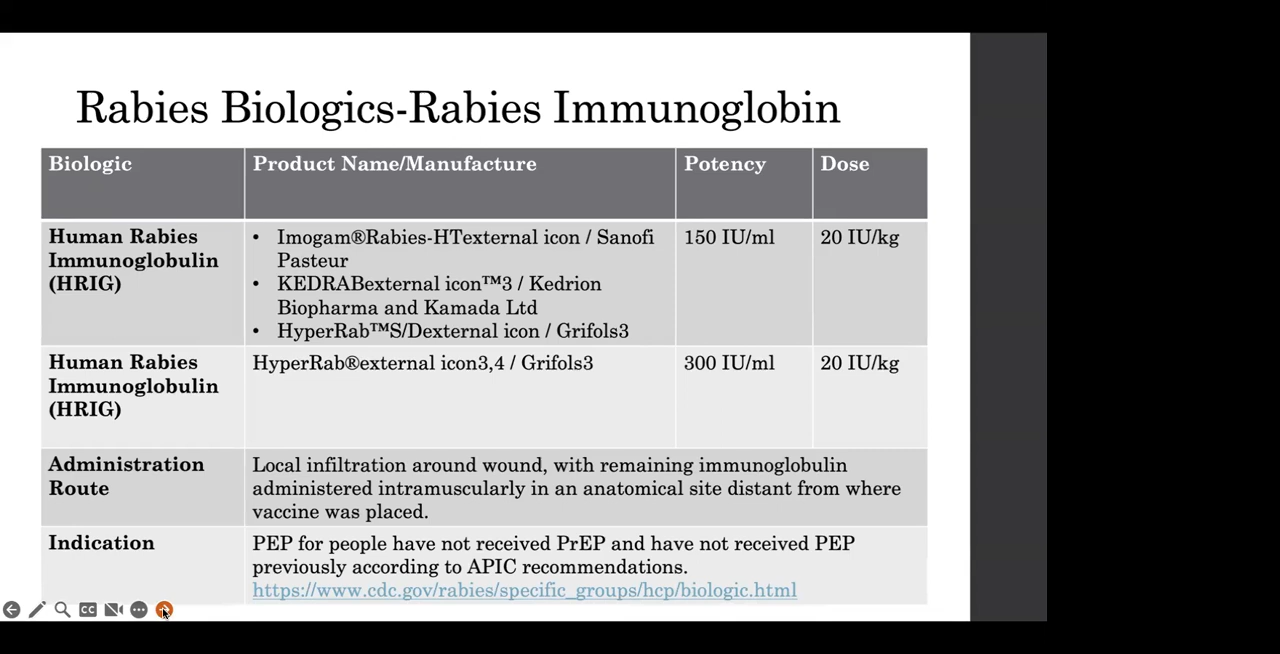 Rabies Biologics-Rabies Immunoglobin
Biologic
Product Name/Manufacture
Potency
Dose
Human Rabies
Immunoglobulin
(HRIG)
• Imogam®Rabies-HTexternal icon / Sanofi
Pasteur
• KEDRABexternal icon™3 / Kedrion
Biopharma and Kamada Ltd
• HyperRab™S/Dexternal icon / Grifols3
150 IU/ml
20 IU/kg
Human Rabies
Immunoglobulin
(HRIG)
HyperRab®external icon3,4 / Grifols3
300 IU/ml
20 IU/kg
Administration
Route
Local infiltration around wound, with remaining immunoglobulin
administered intramuscularly in an anatomical site distant from where
vaccine was placed.
Indication
PEP for people have not received PrEP and have not received PEP
previously according to APIC recommendations.
https://www.cdc.gov/rabies/specific_groups/hcp/biologic.html
CC